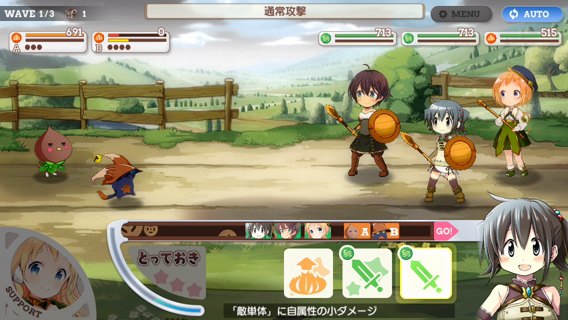 WAVE 1/3 1
通常攻撃
MENU
AUTO
691
A
0
B
713
713
515
A B GO!
とっておき
SUPPORT
「敵単体」に自属性の小ダメージ